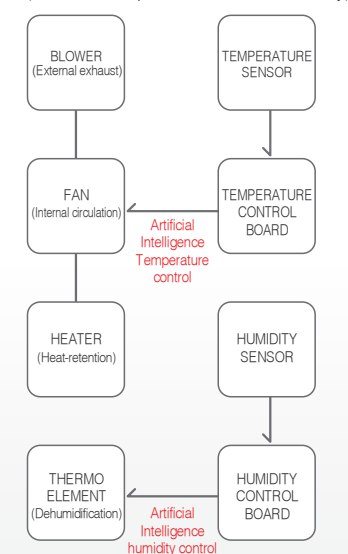 BLOWER
(External exhaust)
TEMPERATURE
SENSOR
FAN
(Internal circulation)
Artificial
Intelligence
Temperature
control
TEMPERATURE
CONTROL
BOARD
HEATER
(Heat-retention)
HUMIDITY
SENSOR
THERMO
ELEMENT
(Dehumidification)
Artificial
Intelligence
humidity control
HUMIDITY
CONTROL
BOARD